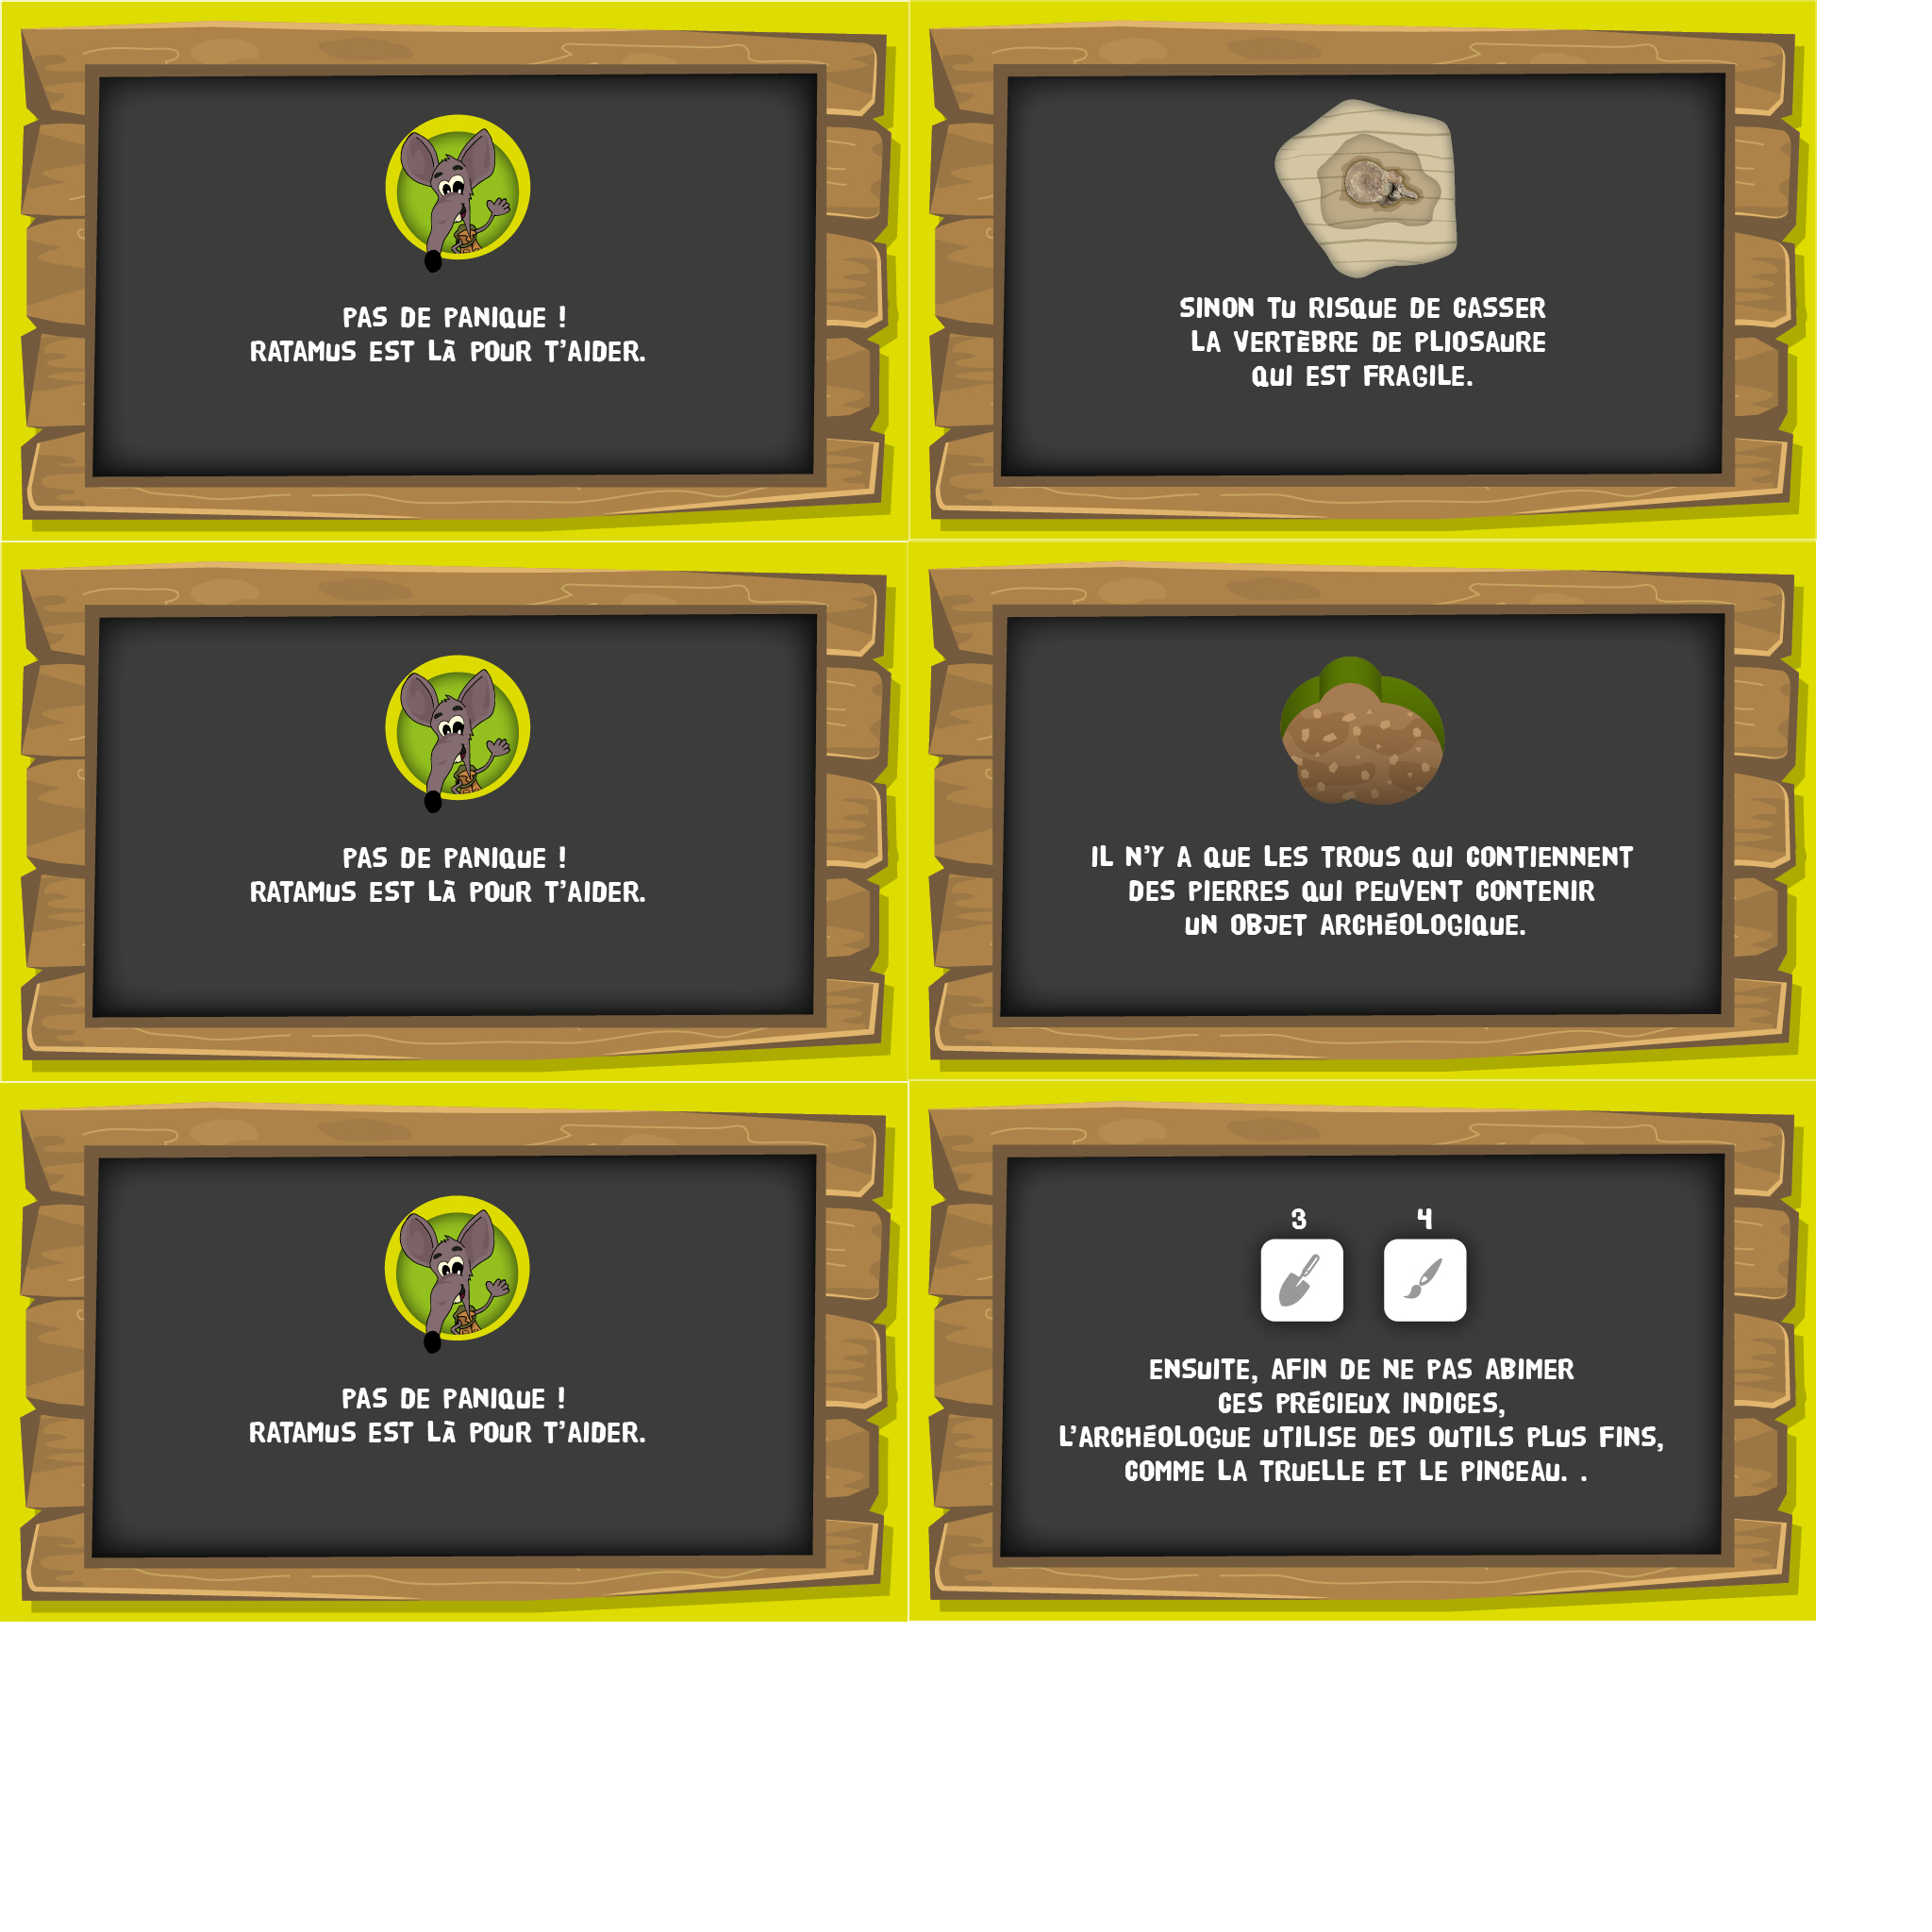 PAS DE PANIQUE !
RATAMUS EST LÀ POUR T'AIDER.
SINON TU RISQUE DE CASSER
LA VERTÈBRE DE PLIOSAURE
QUI EST FRAGILE.
PAS DE PANIQUE !
RATAMUS EST LÀ POUR T'AIDER.
IL N'Y A QUE LES TROUS QUI CONTIENNENT
DES PIERRES QUI PEUVENT CONTENIR
UN OBJET ARCHÉOLOGIQUE.
PAS DE PANIQUE !
RATAMUS EST LÀ POUR T'AIDER.
3 4
ENSUITE, AFIN DE NE PAS ABIMER
CES PRÉCIEUX INDICES,
L'ARCHÉOLOGUE UTILISE DES OUTILS PLUS FINS,
COMME LA TRUELLE ET LE PINCEAU. .